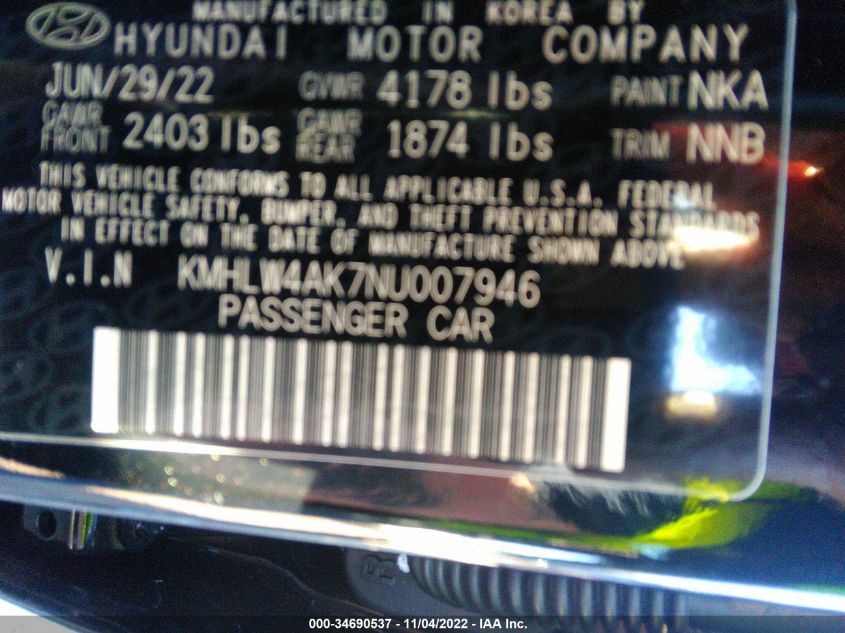 MANUFACTURED IN KOREA BY
HYUNDAI MOTOR COMPANY
JUN/29/22 GVWR 4178 lbs PAINT NKA
GAWR FRONT 2403 lbs GAWR REAR 1874 lbs TRIM NNB
THIS VEHICLE CONFORMS TO ALL APPLICABLE U.S.A. FEDERAL
MOTOR VEHICLE SAFETY, BUMPER, AND THEFT PREVENTION STANDARDS
IN EFFECT ON THE DATE OF MANUFACTURE SHOWN ABOVE
V.I.N KMHLW4AK7NU007946
PASSENGER CAR
000-34690537 - 11/04/2022 - IAA Inc.